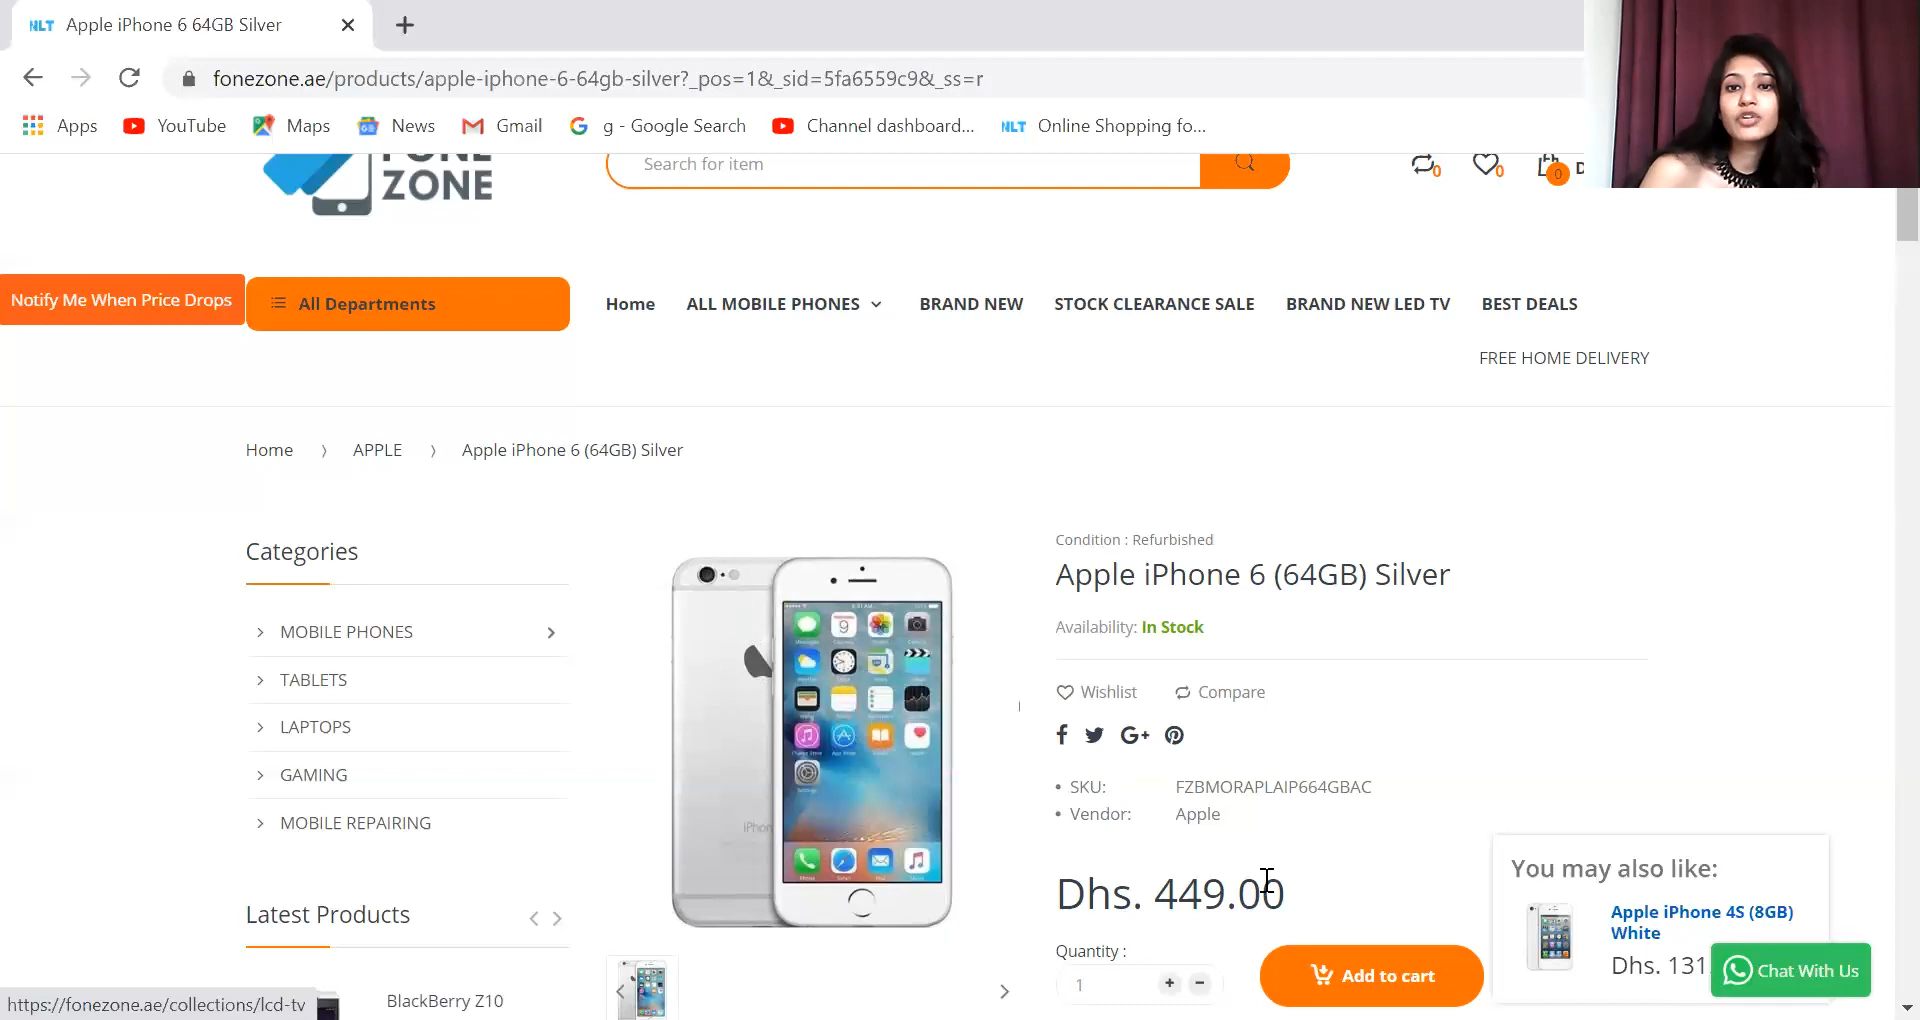 NLT Apple iPhone 6 64GB Silver
fonezone.ae/products/apple-iphone-6-64gb-silver?_pos=1&_sid=5fa6559c9&_ss=r
Apps YouTube Maps News Gmail g - Google Search Channel dashboard... NLT Online Shopping fo...
FONE
ZONE
Search for item
0 0 0 D
Notify Me When Price Drops
All Departments
Home ALL MOBILE PHONES BRAND NEW STOCK CLEARANCE SALE BRAND NEW LED TV BEST DEALS
FREE HOME DELIVERY
Home > APPLE > Apple iPhone 6 (64GB) Silver
Categories
MOBILE PHONES
TABLETS
LAPTOPS
GAMING
MOBILE REPAIRING
Latest Products
BlackBerry Z10
https://fonezone.ae/collections/lcd-tv
Condition : Refurbished
Apple iPhone 6 (64GB) Silver
Availability: In Stock
Wishlist Compare
• SKU: FZBMORAPLAIP664GBAC
• Vendor: Apple
Dhs. 449.00
Quantity :
1 + -
Add to cart
You may also like:
Apple iPhone 4S (8GB)
White
Dhs. 131.
Chat With Us